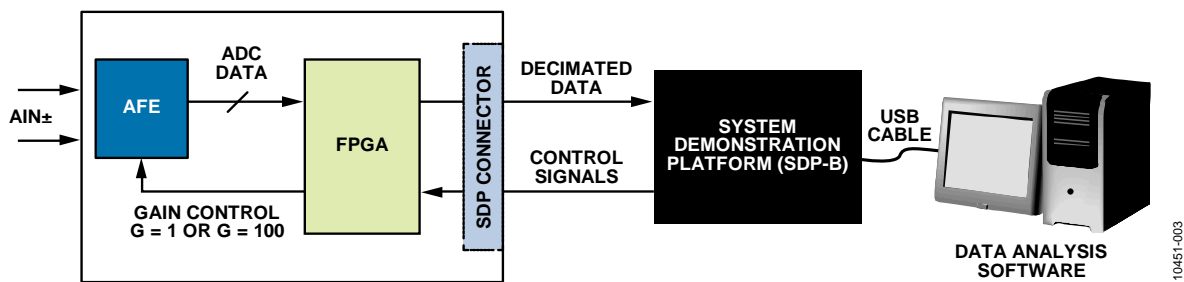 AIN±
AFE
ADC
DATA
FPGA
GAIN CONTROL
G = 1 OR G = 100
SDP CONNECTOR
DECIMATED
DATA
CONTROL
SIGNALS
SYSTEM
DEMONSTRATION
PLATFORM (SDP-B)
USB
CABLE
DATA ANALYSIS
SOFTWARE
10451-003